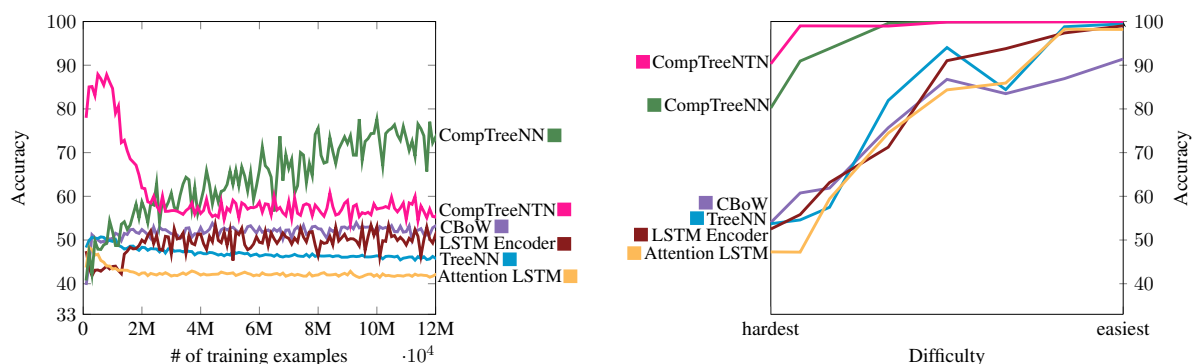 100
90
80
70
60
50
40
33
Accuracy
0
2M
4M
6M
8M
10M
12M
# of training examples
·10⁴
CompTreeNN
CompTreeNTN
CBoW
LSTM Encoder
TreeNN
Attention LSTM
CompTreeNTN
CompTreeNN
CBoW
TreeNN
LSTM Encoder
Attention LSTM
100
90
80
70
60
50
40
Accuracy
hardest
easiest
Difficulty